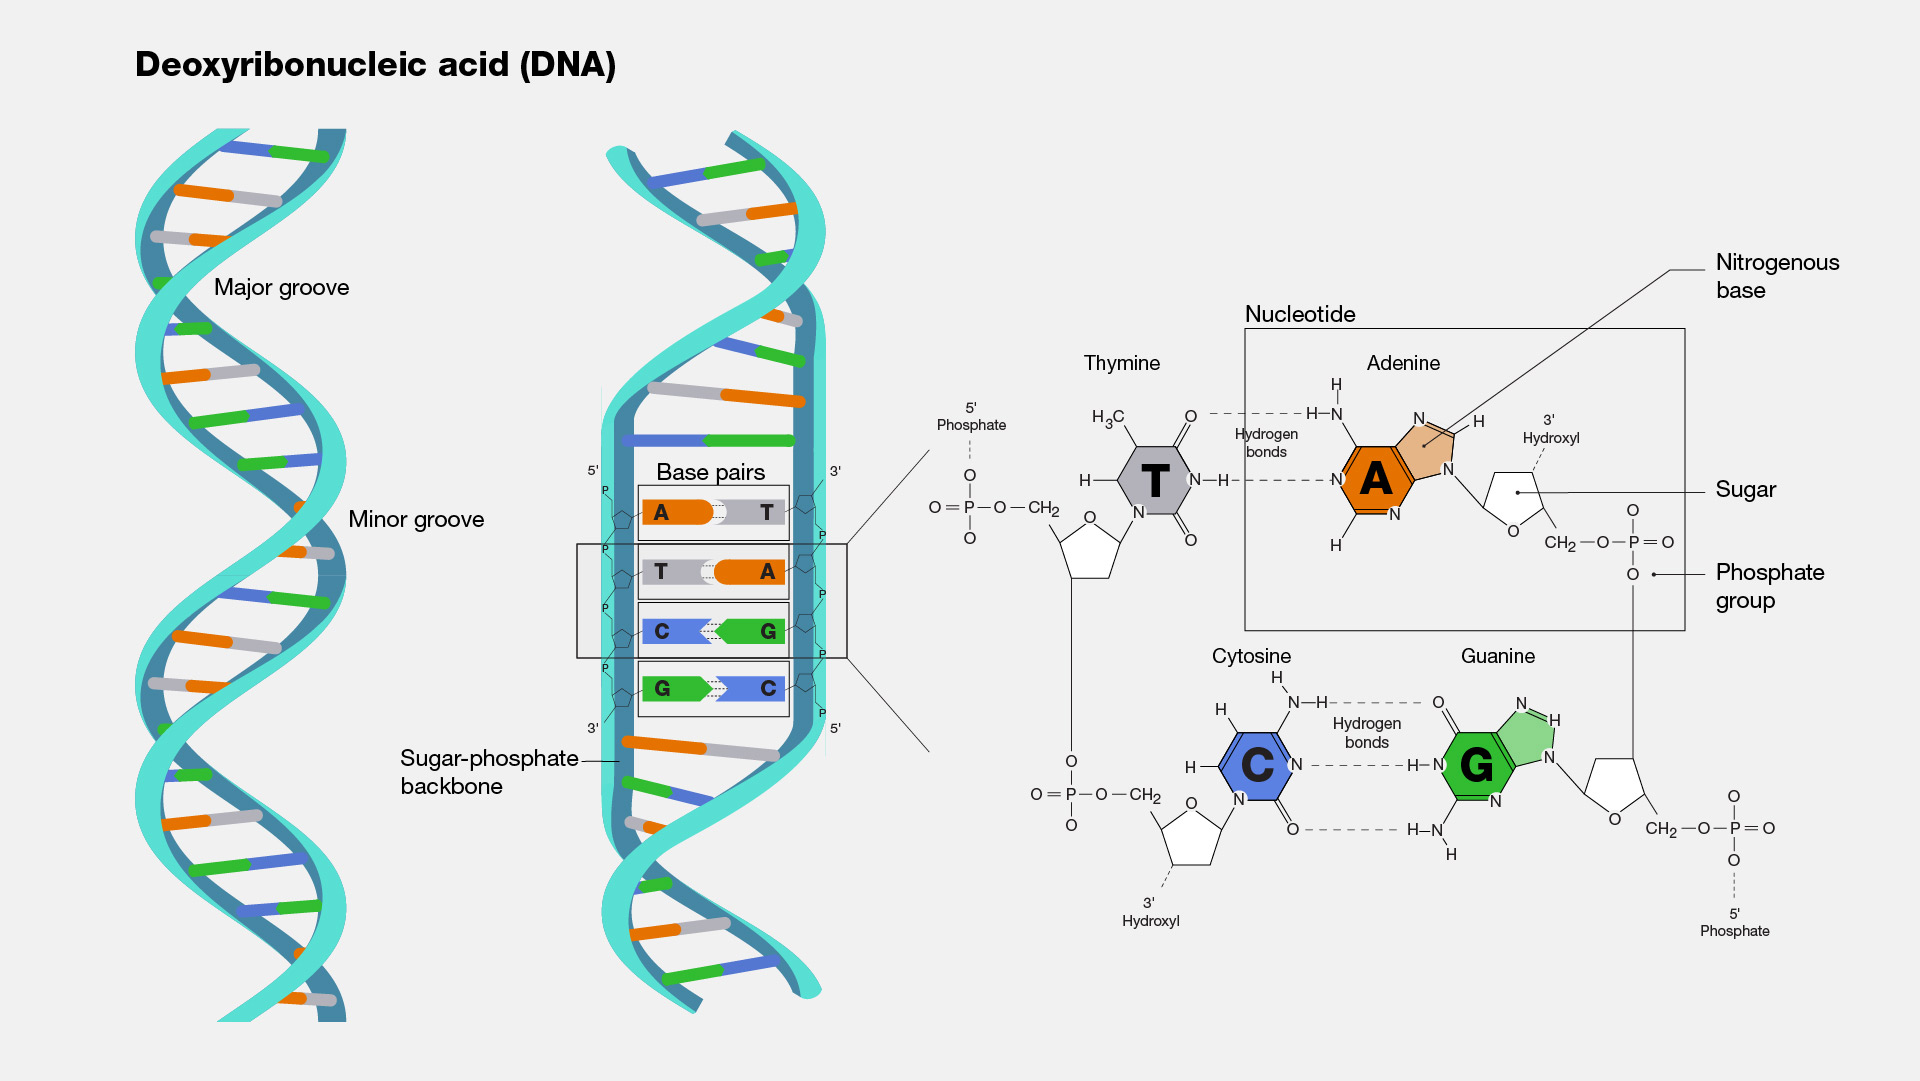 Deoxyribonucleic acid (DNA)
Major groove
Minor groove
Sugar-phosphate
backbone
Base pairs
5'
3'
P
A
T
P
P
T
A
P
P
C
G
P
P
G
C
P
3'
5'
Nitrogenous
base
Nucleotide
Thymine
Adenine
5'
Phosphate
H₃C
O
H
H–N
N
H
3'
Hydroxyl
Hydrogen
bonds
T
H
N–H
N
A
N
Sugar
O
O=P–O–CH₂
O
O
N
O
H
N
O
CH₂–O–P=O
O
O
Phosphate
group
Cytosine
Guanine
H
H
N–H
O
N
H
Hydrogen
bonds
H
C
N
H–N
G
N
O
O=P–O–CH₂
O
O
N
O
H–N
H
N
O
CH₂–O–P=O
O
O
3'
Hydroxyl
5'
Phosphate